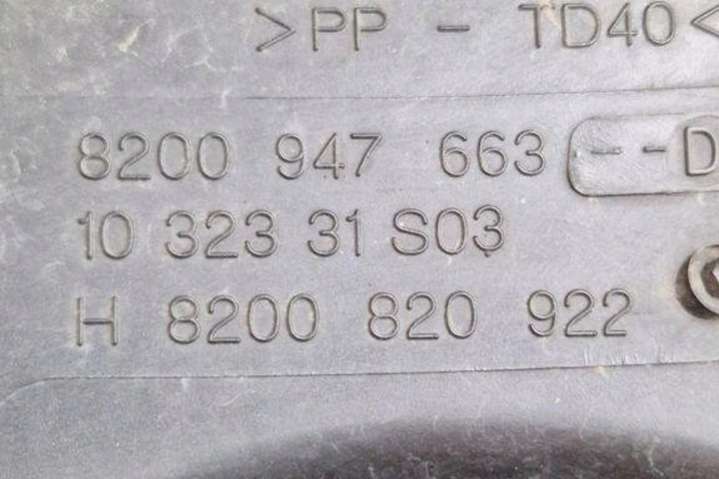 >PP - TD40<
8200 947 663 --D
10 323 31 S03
H 8200 820 922